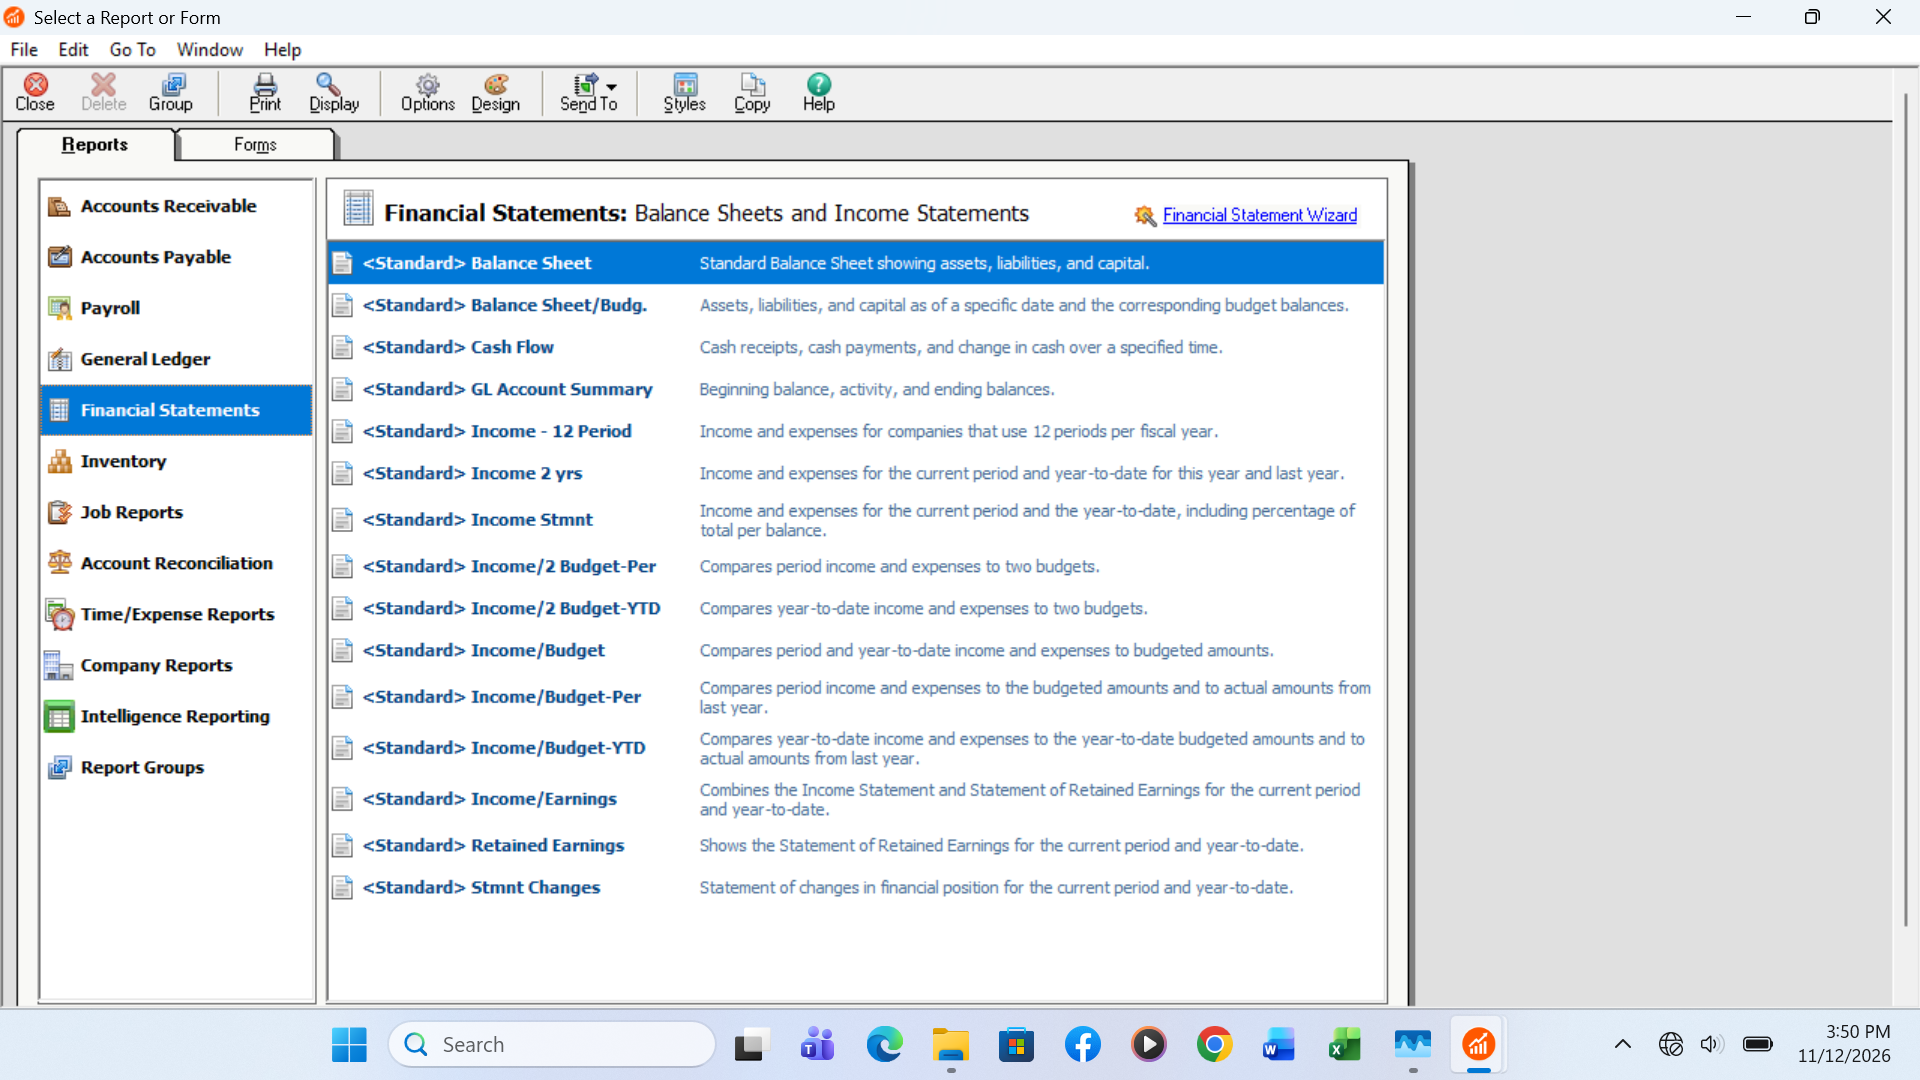 Select a Report or Form
File Edit Go To Window Help
Close Delete Group Print Display Options Design Send To Styles Copy Help
Reports Forms
Accounts Receivable
Accounts Payable
Payroll
General Ledger
Financial Statements
Inventory
Job Reports
Account Reconciliation
Time/Expense Reports
Company Reports
Intelligence Reporting
Report Groups
Financial Statements: Balance Sheets and Income Statements
Financial Statement Wizard
<Standard> Balance Sheet Standard Balance Sheet showing assets, liabilities, and capital.
<Standard> Balance Sheet/Budg. Assets, liabilities, and capital as of a specific date and the corresponding budget balances.
<Standard> Cash Flow Cash receipts, cash payments, and change in cash over a specified time.
<Standard> GL Account Summary Beginning balance, activity, and ending balances.
<Standard> Income - 12 Period Income and expenses for companies that use 12 periods per fiscal year.
<Standard> Income 2 yrs Income and expenses for the current period and year-to-date for this year and last year.
<Standard> Income Stmnt Income and expenses for the current period and the year-to-date, including percentage of
total per balance.
<Standard> Income/2 Budget-Per Compares period income and expenses to two budgets.
<Standard> Income/2 Budget-YTD Compares year-to-date income and expenses to two budgets.
<Standard> Income/Budget Compares period and year-to-date income and expenses to budgeted amounts.
<Standard> Income/Budget-Per Compares period income and expenses to the budgeted amounts and to actual amounts from
last year.
<Standard> Income/Budget-YTD Compares year-to-date income and expenses to the year-to-date budgeted amounts and to
actual amounts from last year.
<Standard> Income/Earnings Combines the Income Statement and Statement of Retained Earnings for the current period
and year-to-date.
<Standard> Retained Earnings Shows the Statement of Retained Earnings for the current period and year-to-date.
<Standard> Stmnt Changes Statement of changes in financial position for the current period and year-to-date.
Search
3:50 PM
11/12/2026